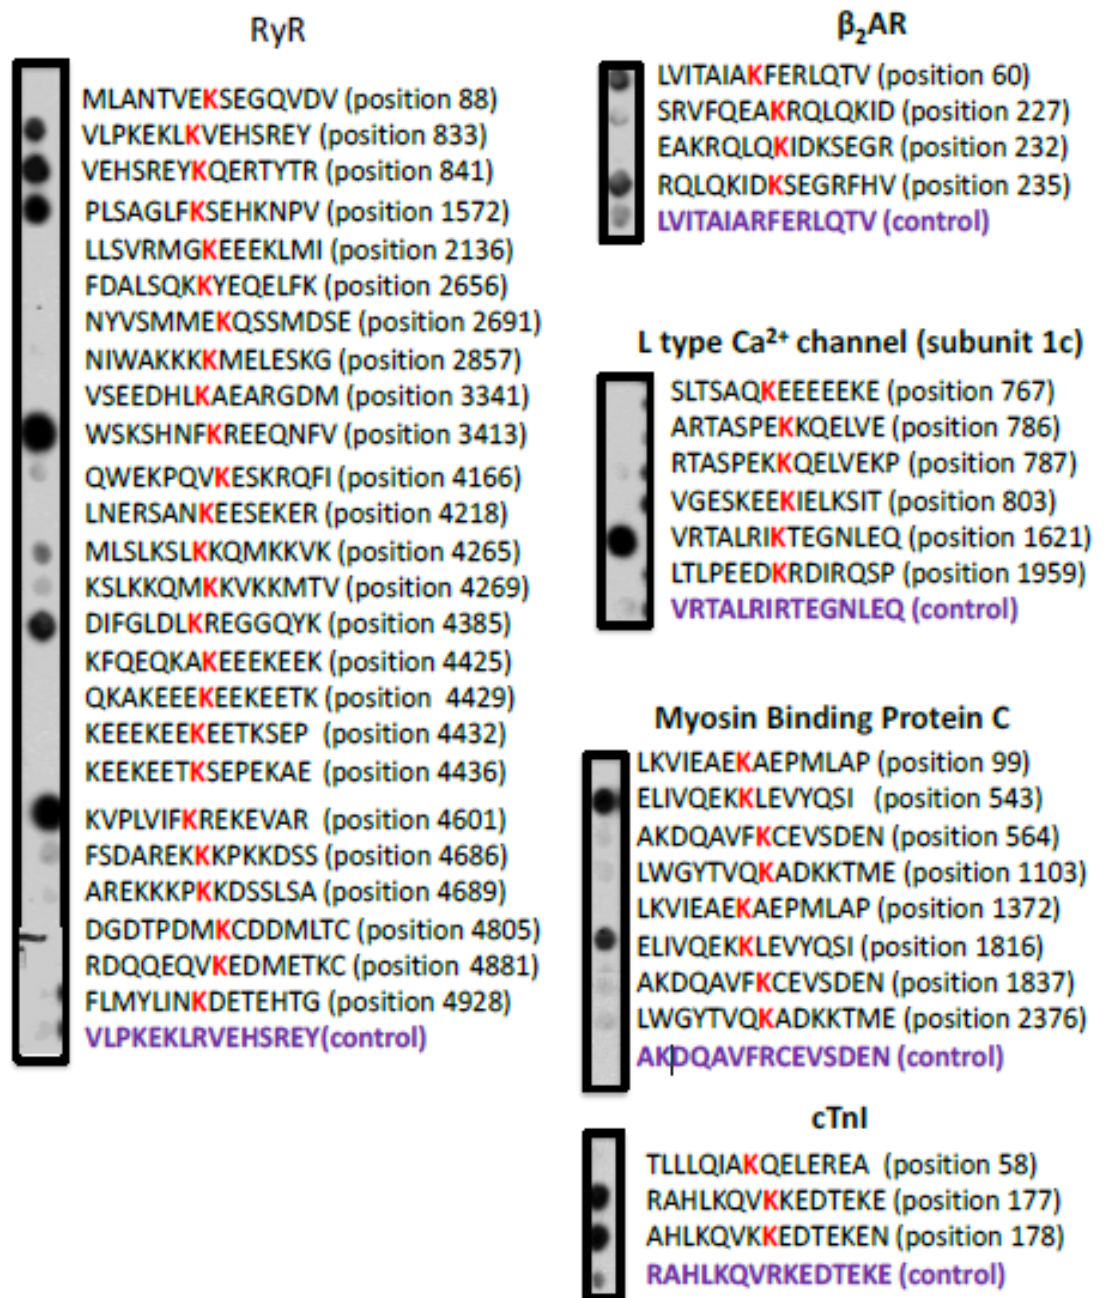 RyR
MLANTVEKSEGQVDV (position 88)
VLPKEKLKVEHSREY (position 833)
VEHSREYKQERTYTR (position 841)
PLSAGLFKSEHKNPV (position 1572)
LLSVRMGKEEEKLMI (position 2136)
FDALSQKKYEQELFK (position 2656)
NYVSMMEKQSSMDSE (position 2691)
NIWAKKKKMELESKG (position 2857)
VSEEDHLKAEARGDM (position 3341)
WSKSHNFKREEQNFV (position 3413)
QWEKPQVKESKRQFI (position 4166)
LNERSANKEESEKER (position 4218)
MLSLKSLKKQMKKVK (position 4265)
KSLKKQMKKVKKMTV (position 4269)
DIFGLDLKREGGQYK (position 4385)
KFQEQKAKEEEKEEK (position 4425)
QKAKEEEKEEKEETK (position 4429)
KEEEKEEKEETKSEP (position 4432)
KEEKEETKSEPEKAE (position 4436)
KVPLVIFKREKEVAR (position 4601)
FSDAREKKKPKKDSS (position 4686)
AREKKKPKKDSSLSA (position 4689)
DGDTPDMKCDDMLTC (position 4805)
RDQQEQVKEDMETKC (position 4881)
FLMYLINKDETEHTG (position 4928)
VLPKEKLRVEHSREY(control)
β₂AR
LVITAIAKFERLQTV (position 60)
SRVFQEAKRQLQKID (position 227)
EAKRQLQKIDKSEGR (position 232)
RQLQKIDKSEGRFHV (position 235)
LVITAIARFERLQTV (control)
L type Ca²⁺ channel (subunit 1c)
SLTSAQKEEEEEKE (position 767)
ARTASPEKKQELVE (position 786)
RTASPEKKQELVEKP (position 787)
VGESKEEKIELKSIT (position 803)
VRTALRIKTEGNLEQ (position 1621)
LTLPEEDKRDIRQSP (position 1959)
VRTALRIRTEGNLEQ (control)
Myosin Binding Protein C
LKVIEAEKAEPMLAP (position 99)
ELIVQEKKLEVYQSI (position 543)
AKDQAVFKCEVSDEN (position 564)
LWGYTVQKADKKTME (position 1103)
LKVIEAEKAEPMLAP (position 1372)
ELIVQEKKLEVYQSI (position 1816)
AKDQAVFKCEVSDEN (position 1837)
LWGYTVQKADKKTME (position 2376)
AKDQAVFRCEVSDEN (control)
cTnI
TLLLQIAKQELEREA (position 58)
RAHLKQVKKEDTEKE (position 177)
AHLKQVKKEDTEKEN (position 178)
RAHLKQVRKEDTEKE (control)